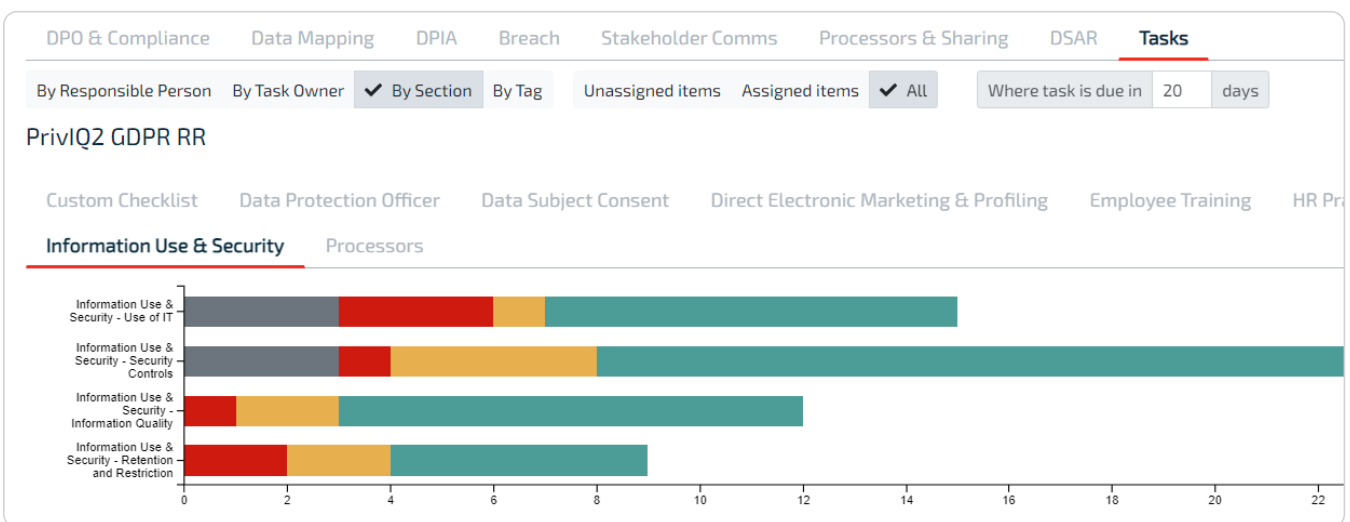 DPO & Compliance Data Mapping DPIA Breach Stakeholder Comms Processors & Sharing DSAR Tasks
By Responsible Person By Task Owner ✔ By Section By Tag Unassigned items Assigned items ✔ All Where task is due in 20 days
PrivIQ2 GDPR RR
Custom Checklist Data Protection Officer Data Subject Consent Direct Electronic Marketing & Profiling Employee Training HR Pra
Information Use & Security Processors
Information Use &
Security - Use of IT
Information Use &
Security - Security
Controls
Information Use &
Security -
Information Quality
Information Use &
Security - Retention
and Restriction
0 2 4 6 8 10 12 14 16 18 20 22